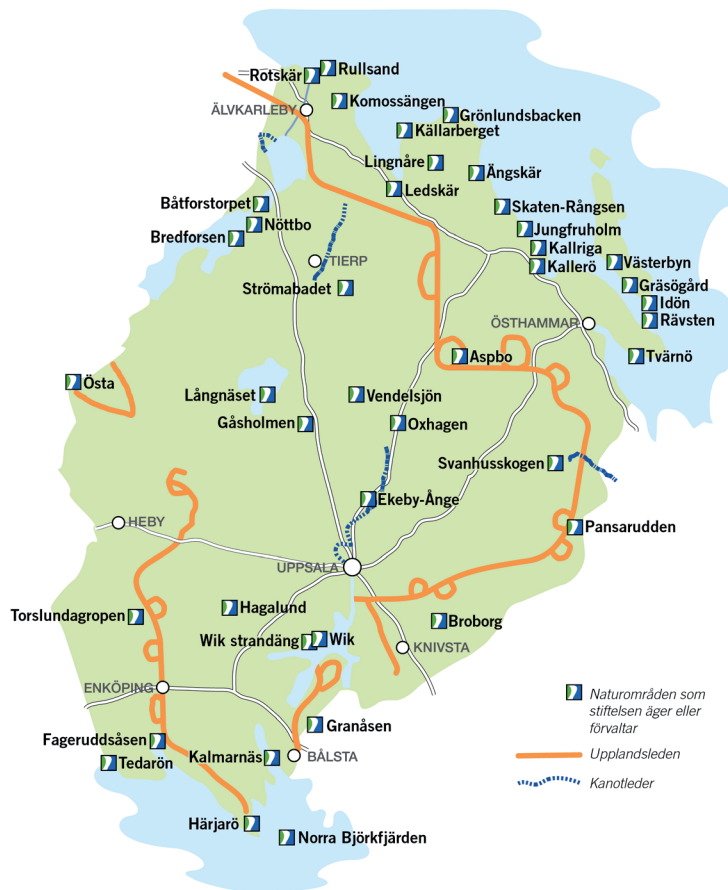 Rotskär
Rullsand
Komossängen
ÄLVKARLEBY
Grönlundsbacken
Källarberget
Lingnåre
Ängskär
Ledskär
Båtforstorpet
Skaten-Rångsen
Nöttbo
Jungfruholm
Bredforsen
Kallriga
TIERP
Kallerö
Västerbyn
Strömabadet
Gräsögård
Idön
ÖSTHAMMAR
Rävsten
Aspbo
Tvärnö
Östa
Långnäset
Vendelsjön
Gåsholmen
Oxhagen
Svanhusskogen
Ekeby-Ånge
HEBY
Pansarudden
UPPSALA
Torslundagropen
Hagalund
Broborg
Wik strandäng
Wik
KNIVSTA
ENKÖPING
Naturområden som
stiftelsen äger eller
förvaltar
Granåsen
Fageruddsåsen
Upplandsleden
Kalmarnäs
BÅLSTA
Tedarön
Kanotleder
Härjarö
Norra Björkfjärden